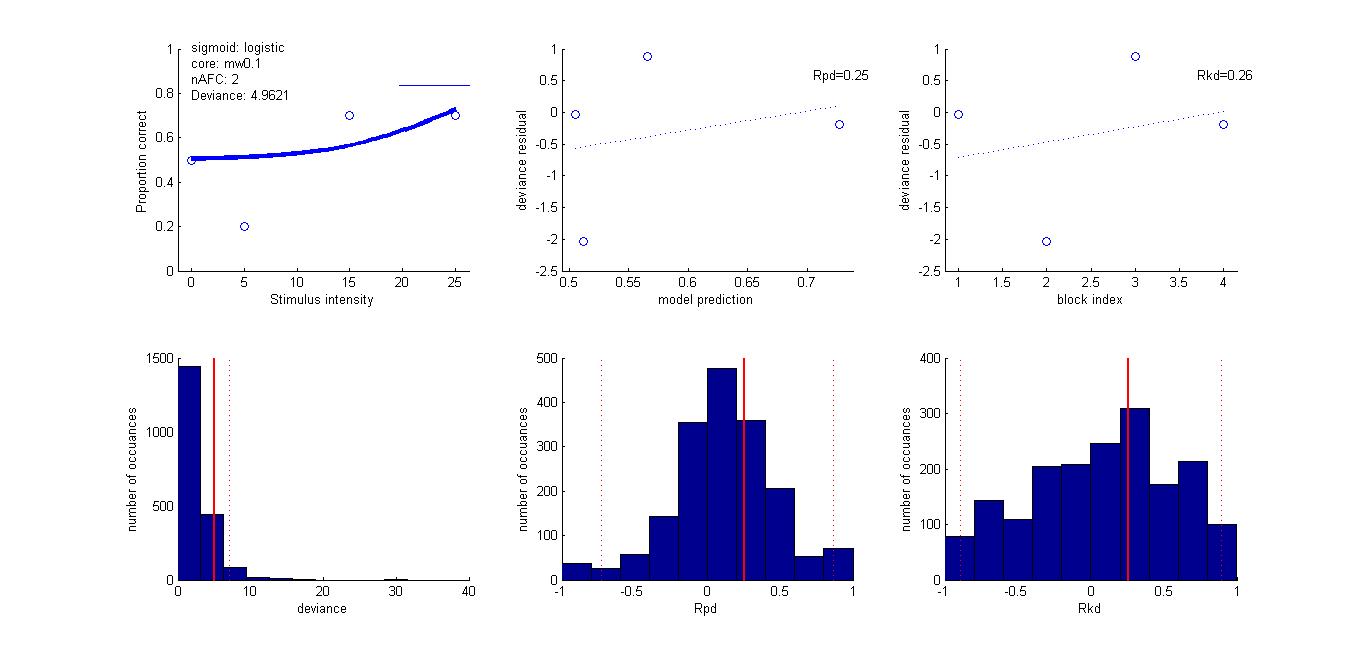 sigmoid: logistic
core: mw0.1
nAFC: 2
Deviance: 4.9621
1
0.8
0.6
0.4
0.2
0
Proportion correct
0 5 10 15 20 25
Stimulus intensity
Rpd=0.25
1
0.5
0
-0.5
-1
-1.5
-2
-2.5
deviance residual
0.5 0.55 0.6 0.65 0.7
model prediction
Rkd=0.26
1
0.5
0
-0.5
-1
-1.5
-2
-2.5
deviance residual
1 1.5 2 2.5 3 3.5 4
block index
1500
1000
500
0
number of occuances
0 10 20 30 40
deviance
500
400
300
200
100
0
number of occuances
-1 -0.5 0 0.5 1
Rpd
400
300
200
100
0
number of occuances
-1 -0.5 0 0.5 1
Rkd